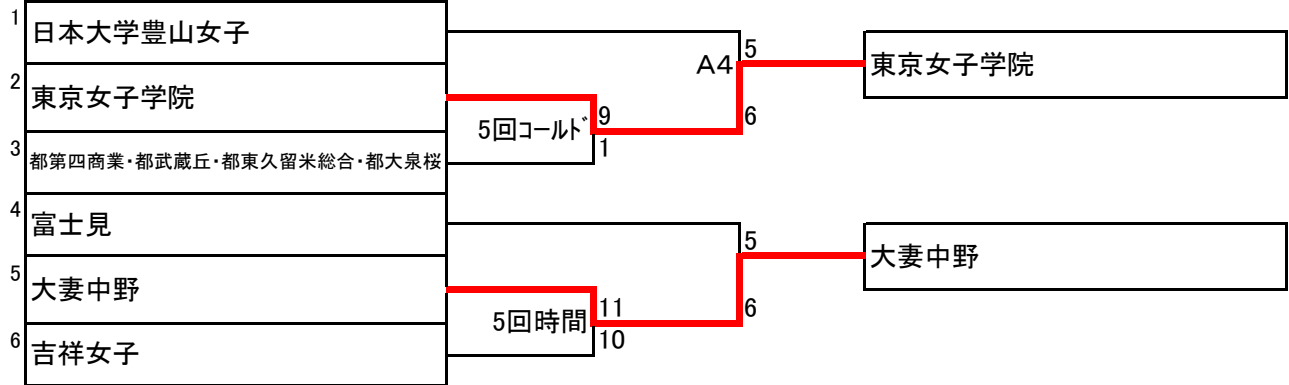 1
日本大学豊山女子
2
東京女子学院
3
都第四商業・都武蔵丘・都東久留米総合・都大泉桜
4
富士見
5
大妻中野
6
吉祥女子
5回コールド
9
1
A4
5
6
東京女子学院
5回時間
11
10
5
6
大妻中野